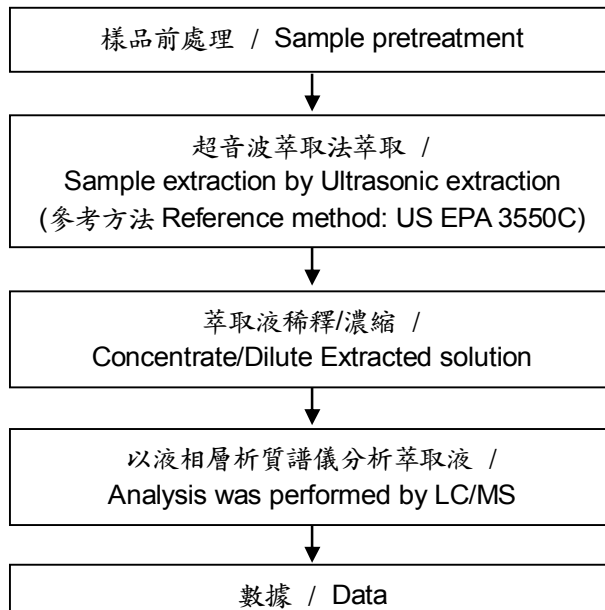 樣品前處理 / Sample pretreatment
超音波萃取法萃取 /
Sample extraction by Ultrasonic extraction
(參考方法 Reference method: US EPA 3550C)
萃取液稀釋/濃縮 /
Concentrate/Dilute Extracted solution
以液相層析質譜儀分析萃取液 /
Analysis was performed by LC/MS
數據 / Data